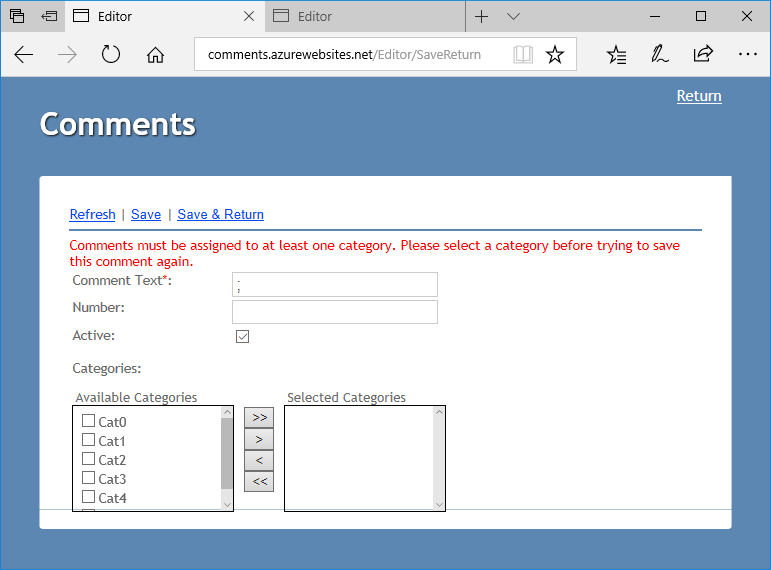 Editor
Editor
comments.azurewebsites.net/Editor/SaveReturn
Return
Comments
Refresh | Save | Save & Return
Comments must be assigned to at least one category. Please select a category before trying to save
this comment again.
Comment Text*: ;
Number:
Active:
Categories:
Available Categories Selected Categories
Cat0 >>
Cat1 >
Cat2 <
Cat3 <<
Cat4